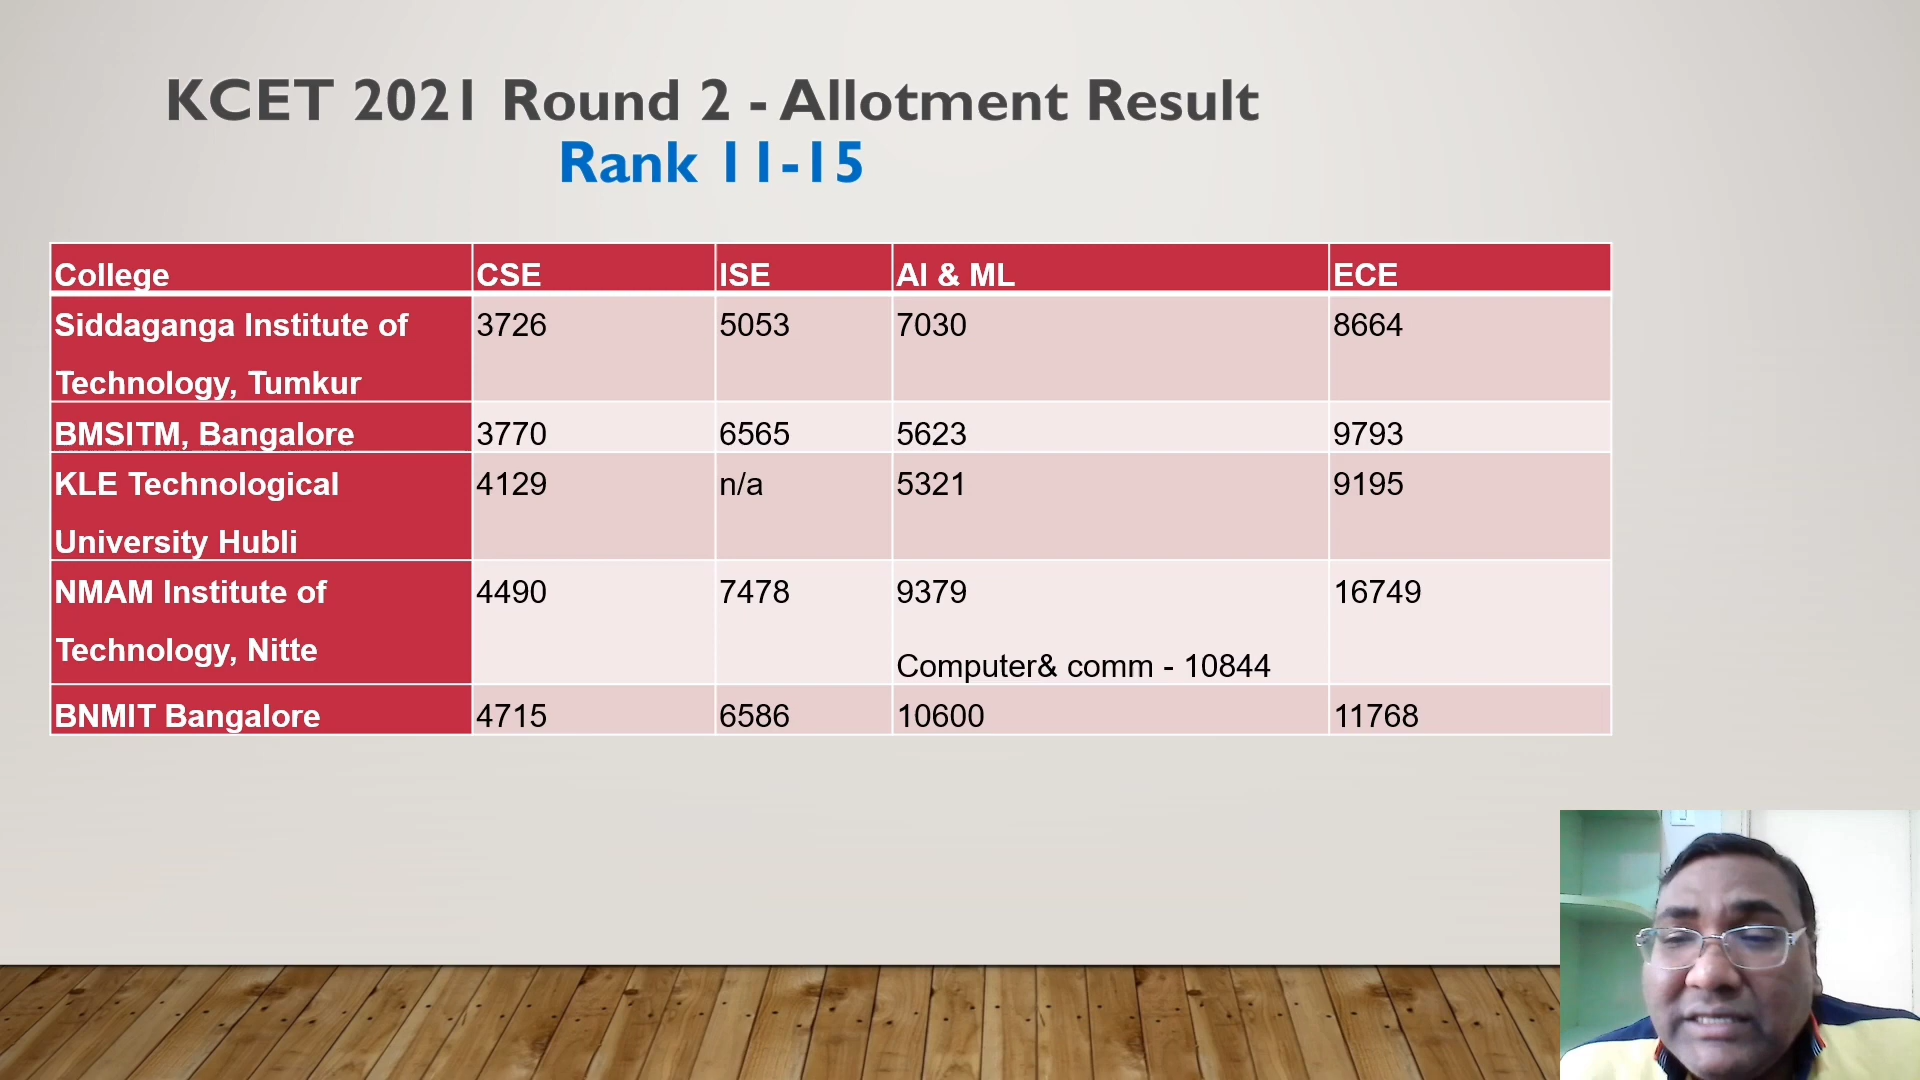 KCET 2021 Round 2 - Allotment Result
Rank 11-15
College CSE ISE AI & ML ECE
Siddaganga Institute of 3726 5053 7030 8664
Technology, Tumkur
BMSITM, Bangalore 3770 6565 5623 9793
KLE Technological 4129 n/a 5321 9195
University Hubli
NMAM Institute of 4490 7478 9379 16749
Technology, Nitte
Computer& comm - 10844
BNMIT Bangalore 4715 6586 10600 11768